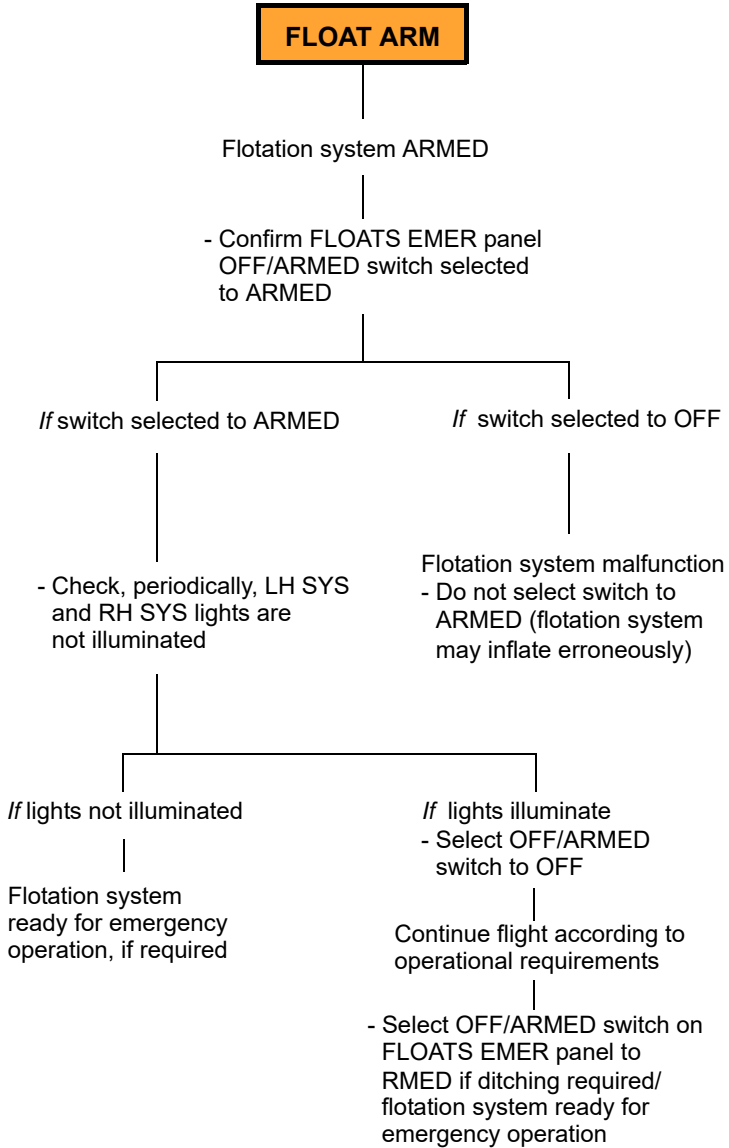 FLOAT ARM
Flotation system ARMED
- Confirm FLOATS EMER panel
OFF/ARMED switch selected
to ARMED
If switch selected to ARMED
If switch selected to OFF
- Check, periodically, LH SYS
and RH SYS lights are
not illuminated
Flotation system malfunction
- Do not select switch to
ARMED (flotation system
may inflate erroneously)
If lights not illuminated
Flotation system
ready for emergency
operation, if required
If lights illuminate
- Select OFF/ARMED
switch to OFF
Continue flight according to
operational requirements
- Select OFF/ARMED switch on
FLOATS EMER panel to
RMED if ditching required/
flotation system ready for
emergency operation